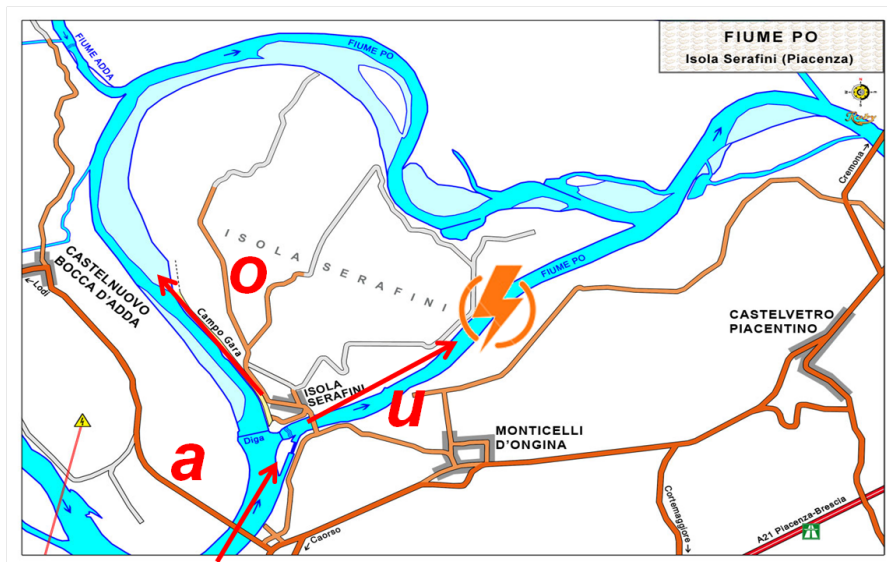 FIUME PO
Isola Serafini (Piacenza)
FIUME ADDA
FIUME PO
Cremona
ISOLA SERAFINI
o
FIUME PO
CASTELNUOVO
BOCCA D'ADDA
Lodi
Campo Gara
CASTELVETRO
PIACENTINO
ISOLA
SERAFINI
u
MONTICELLI
D'ONGINA
Diga
a
Caorso
Cortemaggiore
A21 Piacenza-Brescia